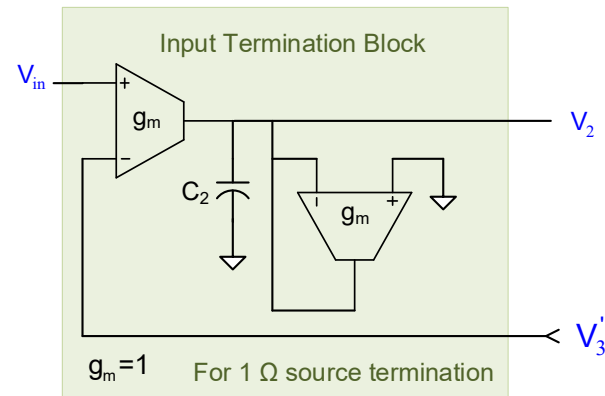 Input Termination Block
V_in
+
g_m
−
V_2
C_2
−
+
g_m
V_3'
g_m=1
For 1 Ω source termination